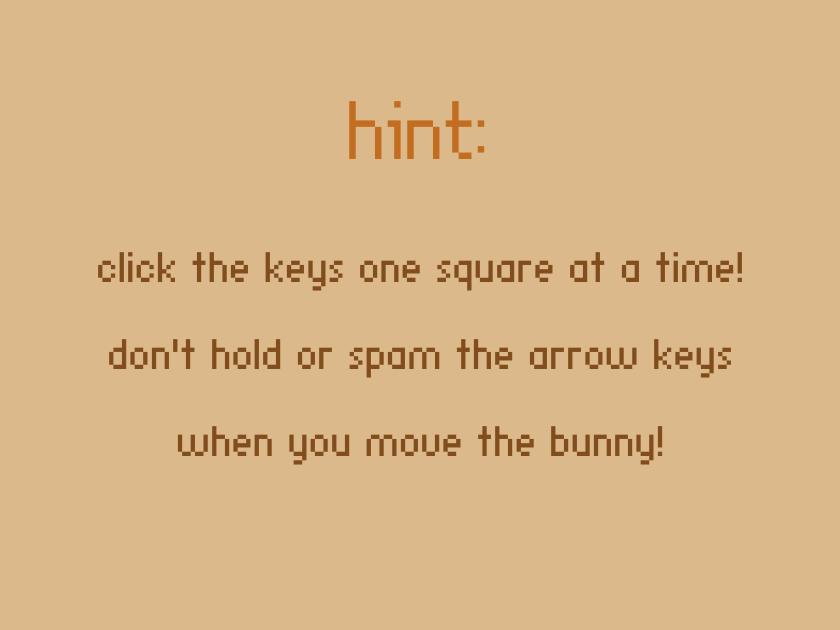 hint:
click the keys one square at a time!
don't hold or spam the arrow keys
when you move the bunny!